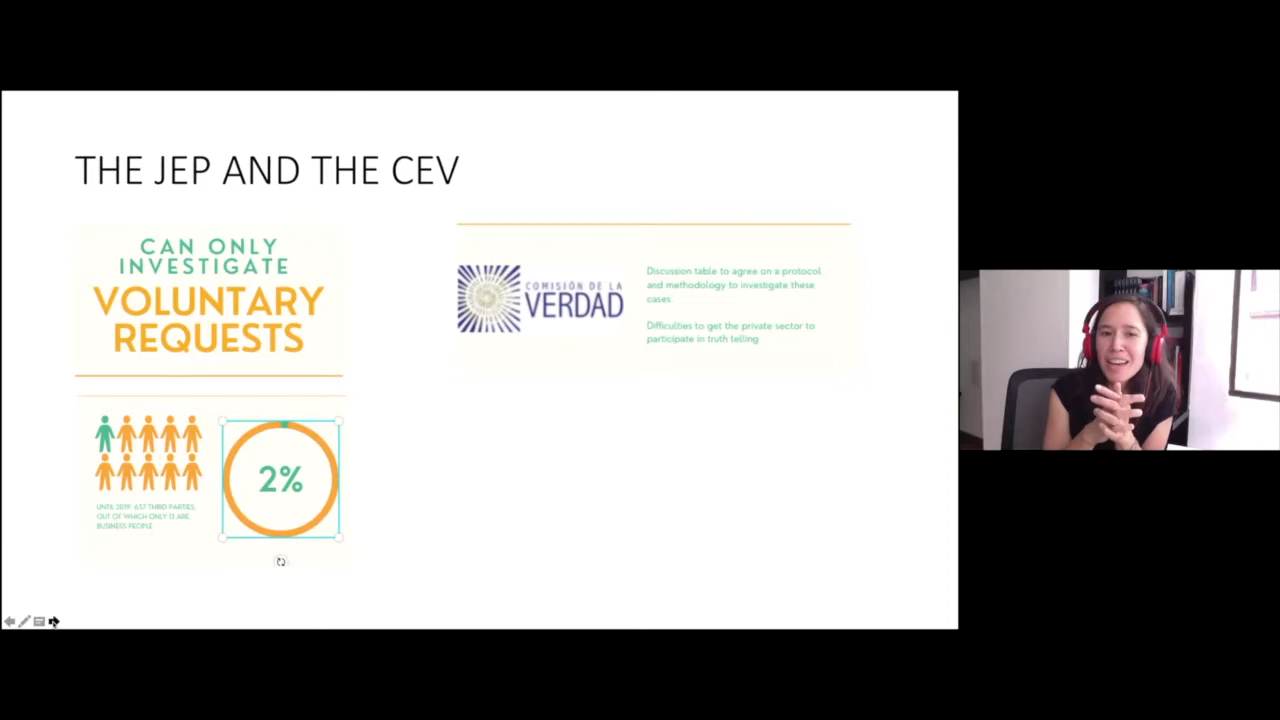 THE JEP AND THE CEV
CAN ONLY
INVESTIGATE
VOLUNTARY
REQUESTS
UNTIL 2019: 657 THIRD PARTIES,
OUT OF WHICH ONLY 13 ARE
BUSINESS PEOPLE
2%
COMISIÓN DE LA
VERDAD
Discussion table to agree on a protocol
and methodology to investigate these
cases
Difficulties to get the private sector to
participate in truth telling